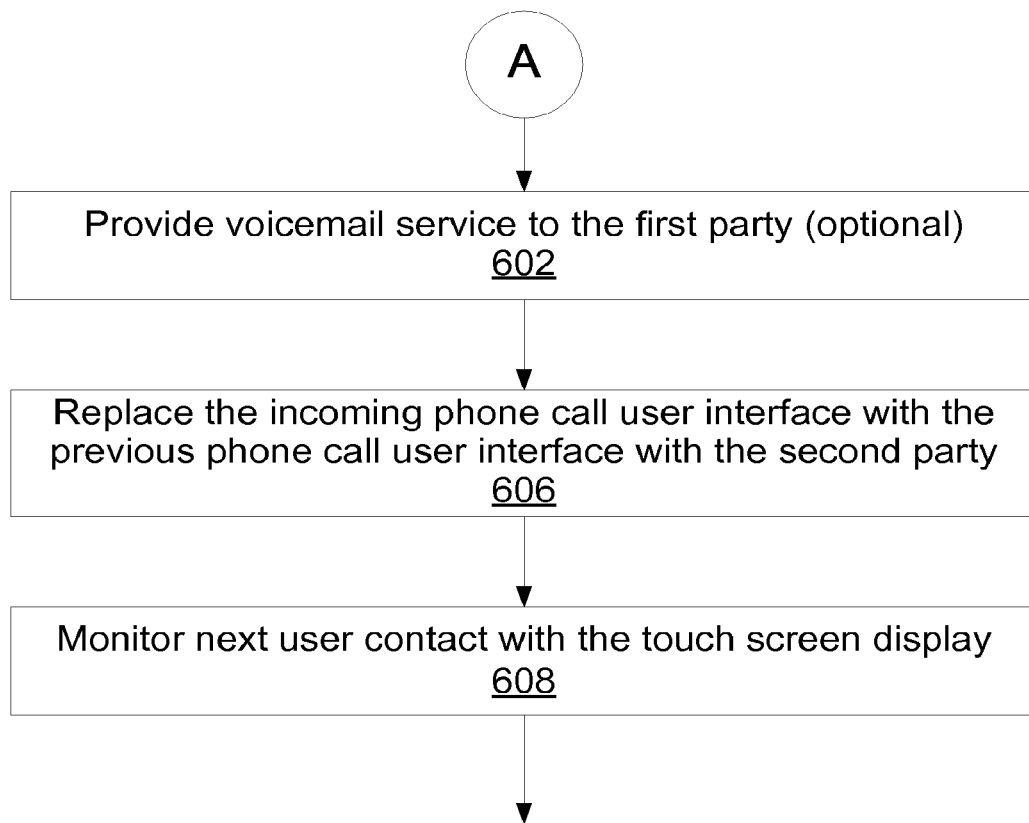 A
Provide voicemail service to the first party (optional)
602
Replace the incoming phone call user interface with the
previous phone call user interface with the second party
606
Monitor next user contact with the touch screen display
608